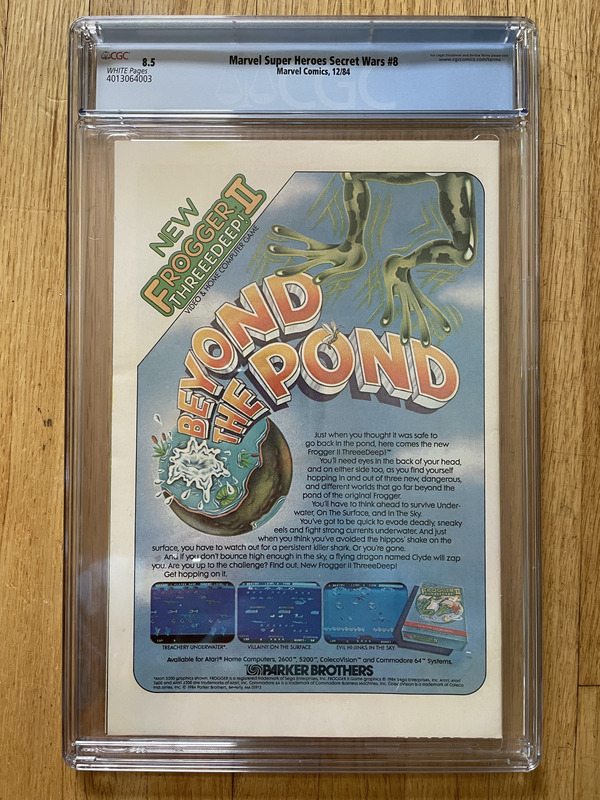 CGC 8.5
WHITE Pages
4013064003
Marvel Super Heroes Secret Wars #8
Marvel Comics, 12/84
www.cgccomics.com/terms
CGC
NEW
FROGGER II
THREEEDEEP!™
VIDEO & HOME COMPUTER GAME
BEYOND
THE POND
Just when you thought it was safe to
go back in the pond, here comes the new
Frogger II ThreeeDeep!™
You'll need eyes in the back of your head,
and on either side too, as you find yourself
hopping in and out of three new, dangerous,
and different worlds that go far beyond the
pond of the original Frogger.
You'll have to think ahead to survive Under-
water, On The Surface, and In The Sky.
You've got to be quick to evade deadly, sneaky
eels and fight strong currents underwater. And just
when you think you've avoided the hippos' shake on the
surface, you have to watch out for a persistent killer shark. Or you're gone.
And if you don't bounce high enough in the sky, a flying dragon named Clyde will zap
you. Are you up to the challenge? Find out. New Frogger II ThreeeDeep!
Get hopping on it.
FROGGER II
TREACHERY UNDERWATER.
VILLAINY ON THE SURFACE.
EVIL HI-JINKS IN THE SKY.
Available for Atari® Home Computers, 2600™, 5200™, ColecoVision™ and Commodore 64™ Systems.
PARKER BROTHERS